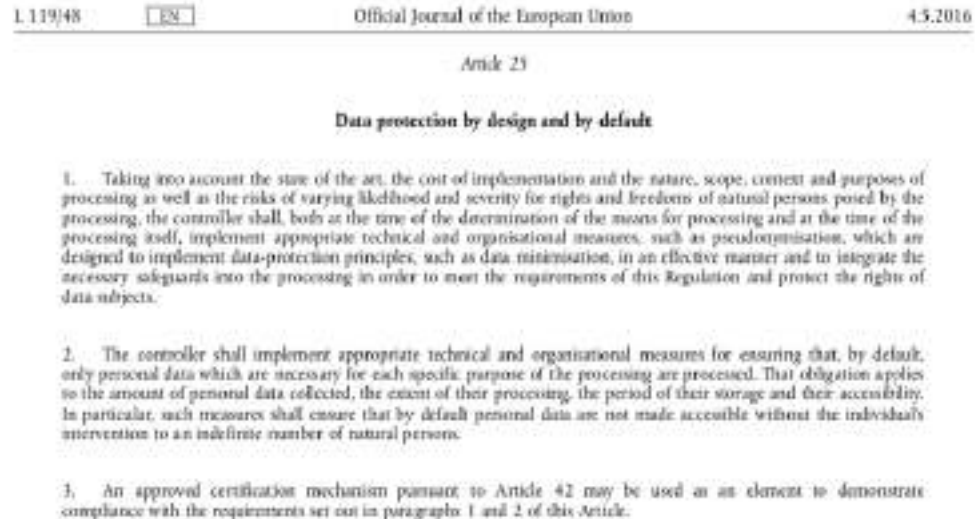 L 119/48 EN Official Journal of the European Union 4.5.2016
Article 25
Data protection by design and by default
1. Taking into account the state of the art, the cost of implementation and the nature, scope, context and purposes of
processing as well as the risks of varying likelihood and severity for rights and freedoms of natural persons posed by the
processing, the controller shall, both at the time of the determination of the means for processing and at the time of the
processing itself, implement appropriate technical and organisational measures, such as pseudonymisation, which are
designed to implement data-protection principles, such as data minimisation, in an effective manner and to integrate the
necessary safeguards into the processing in order to meet the requirements of this Regulation and protect the rights of
data subjects.
2. The controller shall implement appropriate technical and organisational measures for ensuring that, by default,
only personal data which are necessary for each specific purpose of the processing are processed. That obligation applies
to the amount of personal data collected, the extent of their processing, the period of their storage and their accessibility.
In particular, such measures shall ensure that by default personal data are not made accessible without the individual's
intervention to an indefinite number of natural persons.
3. An approved certification mechanism pursuant to Article 42 may be used as an element to demonstrate
compliance with the requirements set out in paragraphs 1 and 2 of this Article.